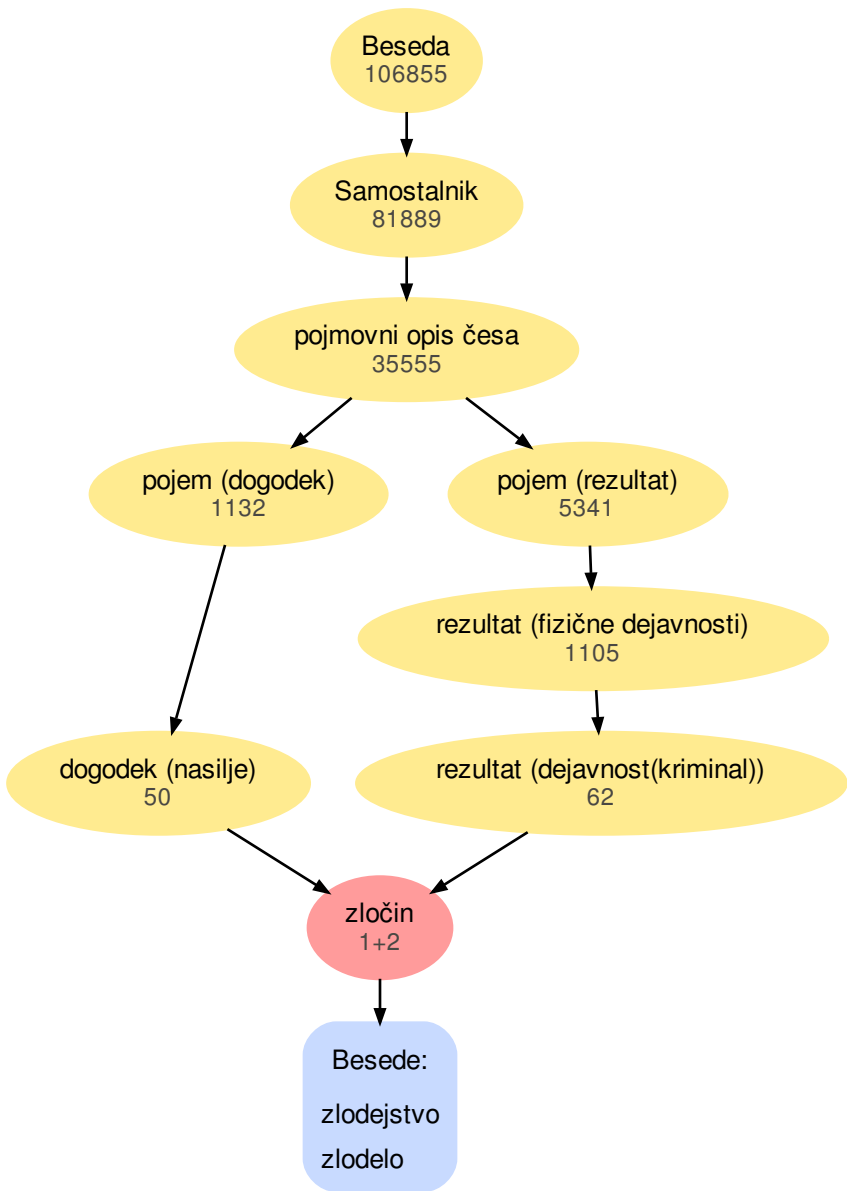 Beseda
106855
Samostalnik
81889
pojmovni opis česa
35555
pojem (dogodek)
1132
pojem (rezultat)
5341
rezultat (fizične dejavnosti)
1105
dogodek (nasilje)
50
rezultat (dejavnost(kriminal))
62
zločin
1+2
Besede:
zlodejstvo
zlodelo